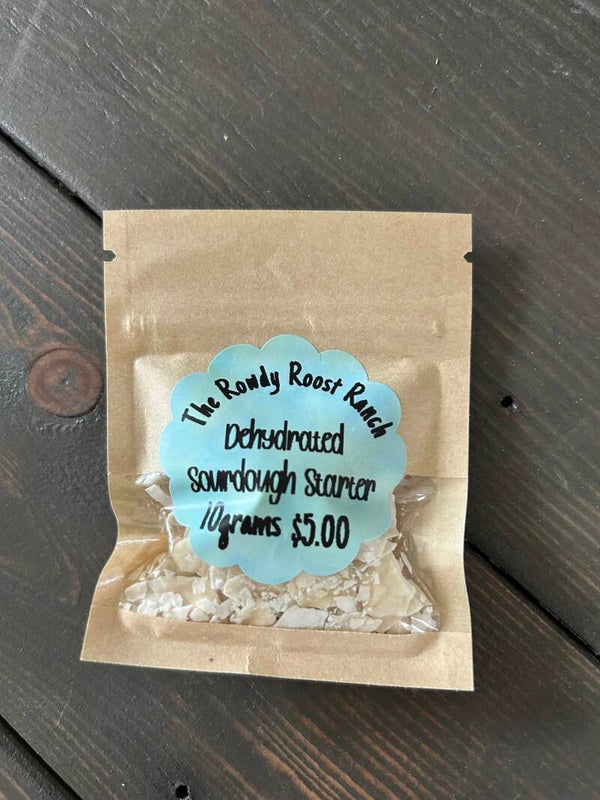 The Rowdy Roost Ranch
Dehydrated
Sourdough Starter
10grams $5.00